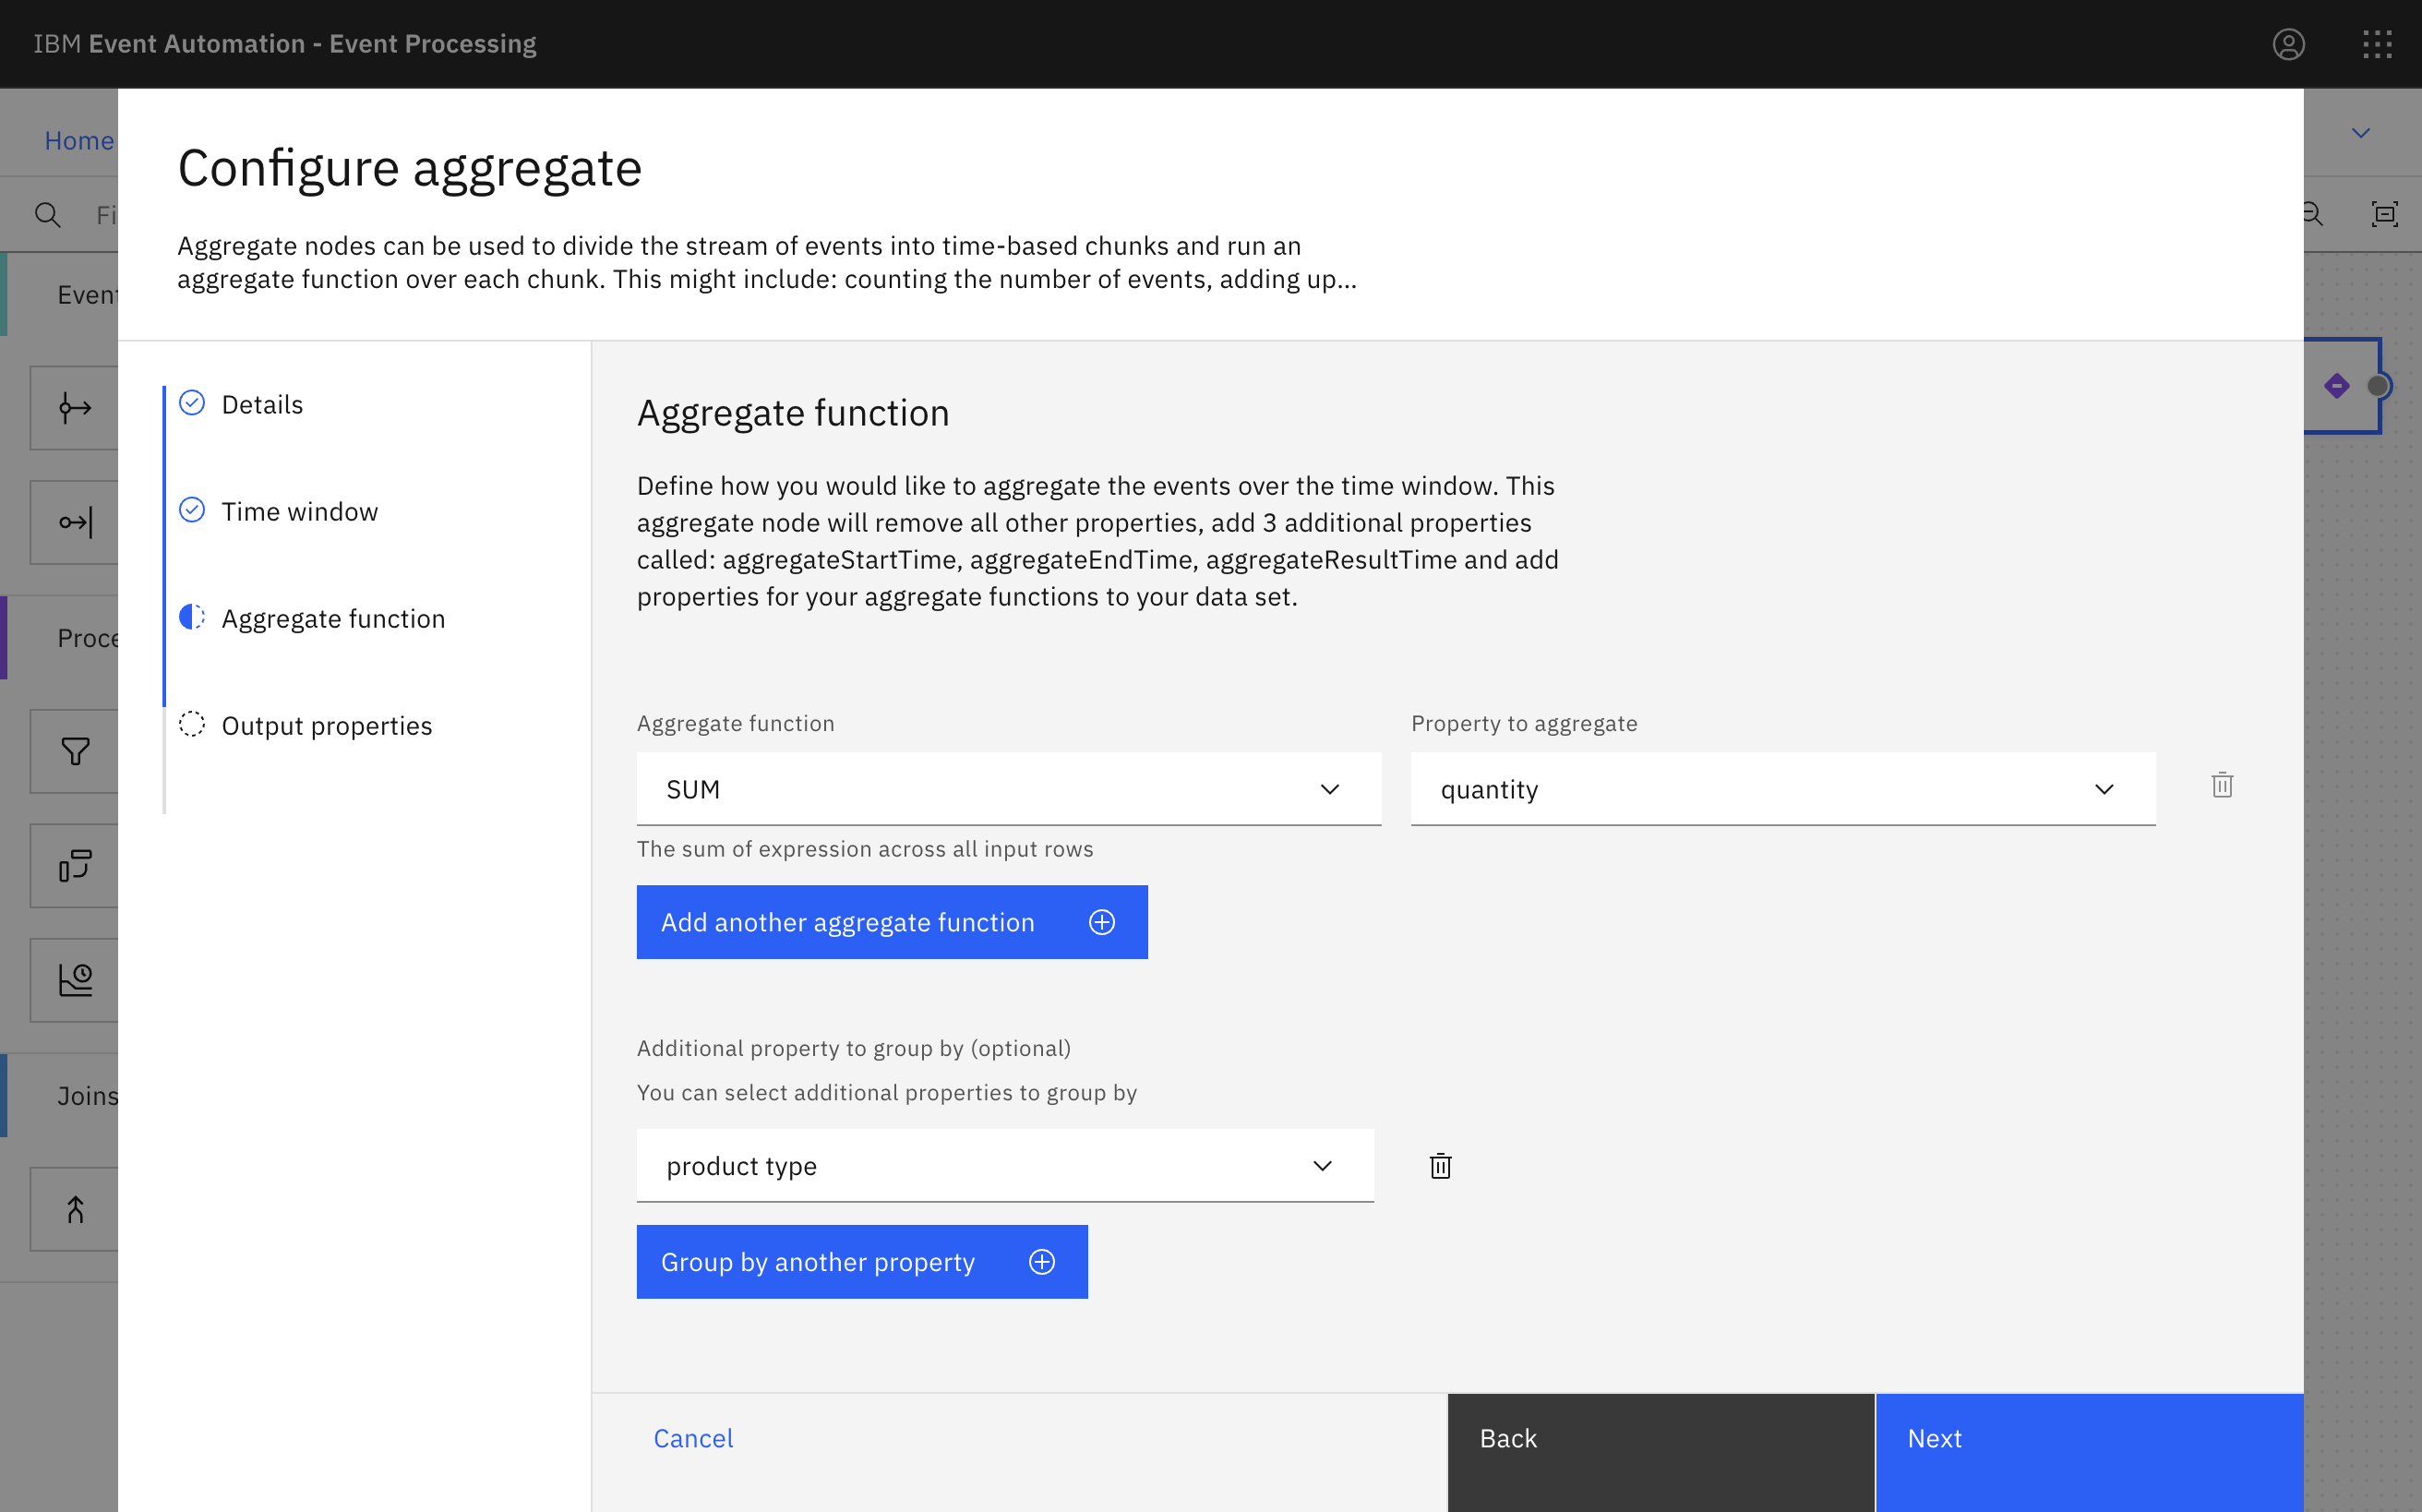 IBM Event Automation - Event Processing
Home
Configure aggregate
Aggregate nodes can be used to divide the stream of events into time-based chunks and run an
aggregate function over each chunk. This might include: counting the number of events, adding up...
Details
Time window
Aggregate function
Output properties
Aggregate function
Define how you would like to aggregate the events over the time window. This
aggregate node will remove all other properties, add 3 additional properties
called: aggregateStartTime, aggregateEndTime, aggregateResultTime and add
properties for your aggregate functions to your data set.
Aggregate function
Property to aggregate
SUM
quantity
The sum of expression across all input rows
Add another aggregate function
Additional property to group by (optional)
You can select additional properties to group by
product type
Group by another property
Cancel
Back
Next
Event
Joins